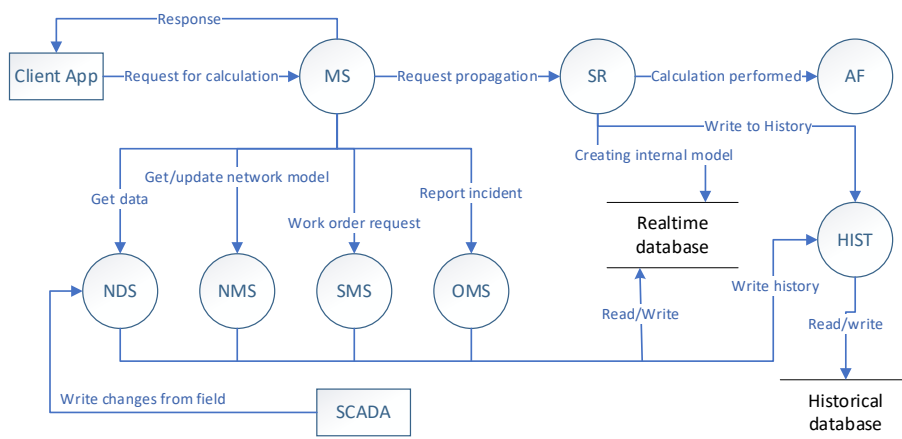 Response
Client App
Request for calculation
MS
Request propagation
SR
Calculation performed
AF
Write to History
Creating internal model
Get/update network model
Get data
Report incident
Work order request
Realtime
database
HIST
NDS
NMS
SMS
OMS
Write history
Read/Write
Read/write
Write changes from field
SCADA
Historical
database